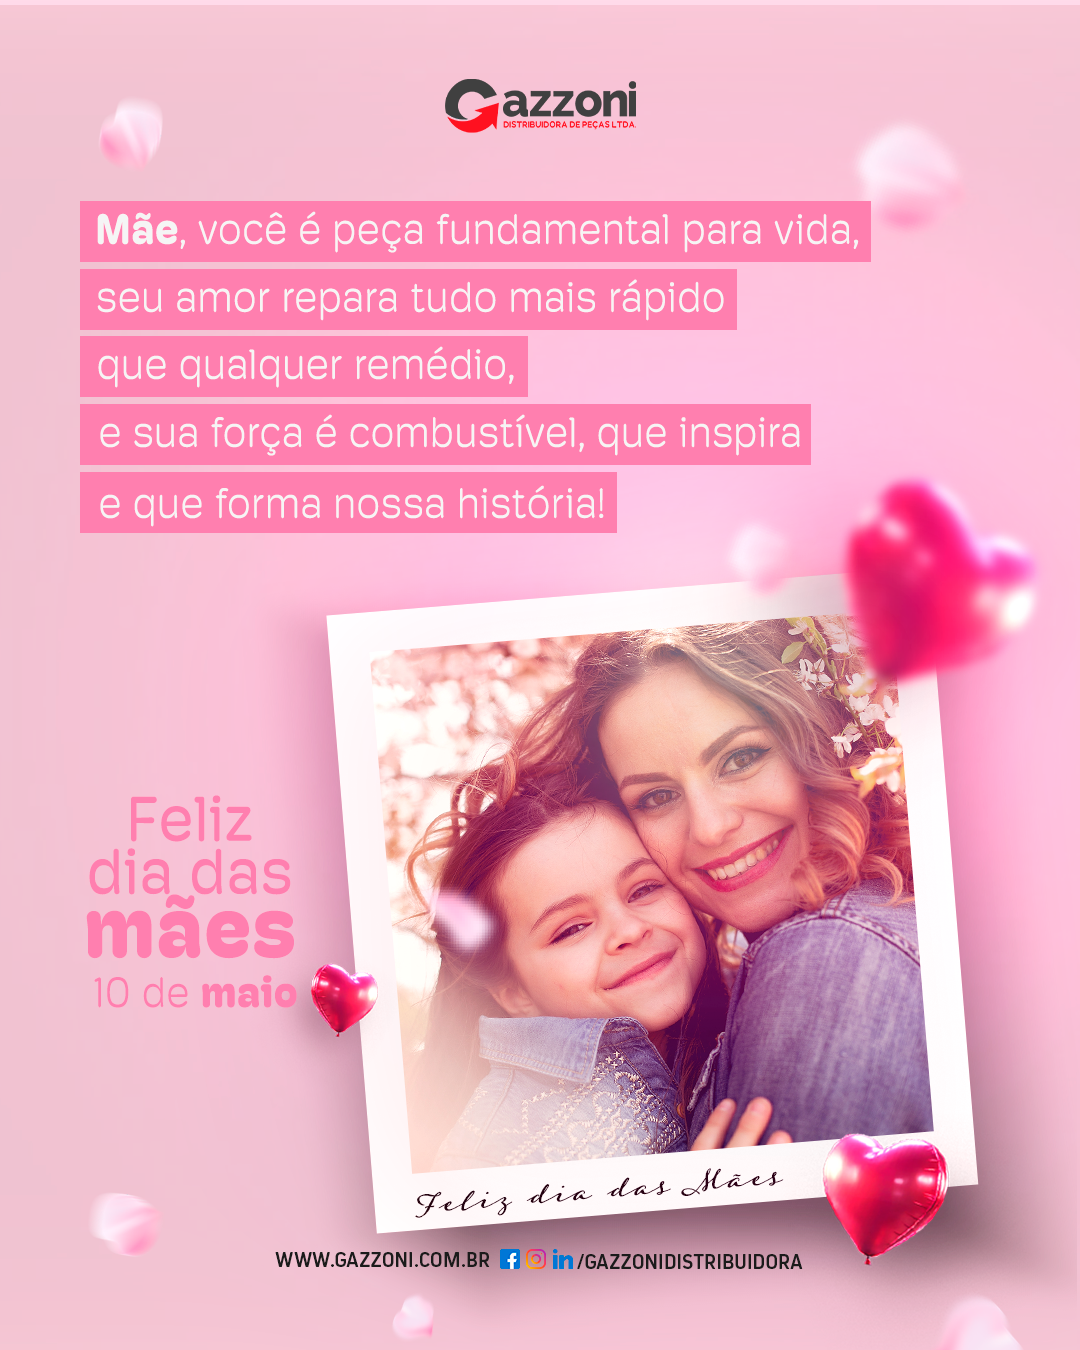 Gazzoni
DISTRIBUIDORA DE PEÇAS LTDA.
Mãe, você é peça fundamental para vida,
seu amor repara tudo mais rápido
que qualquer remédio,
e sua força é combustível, que inspira
e que forma nossa história!
Feliz
dia das
mães
10 de maio
Feliz dia das Mães
WWW.GAZZONI.COM.BR /GAZZONIDISTRIBUIDORA